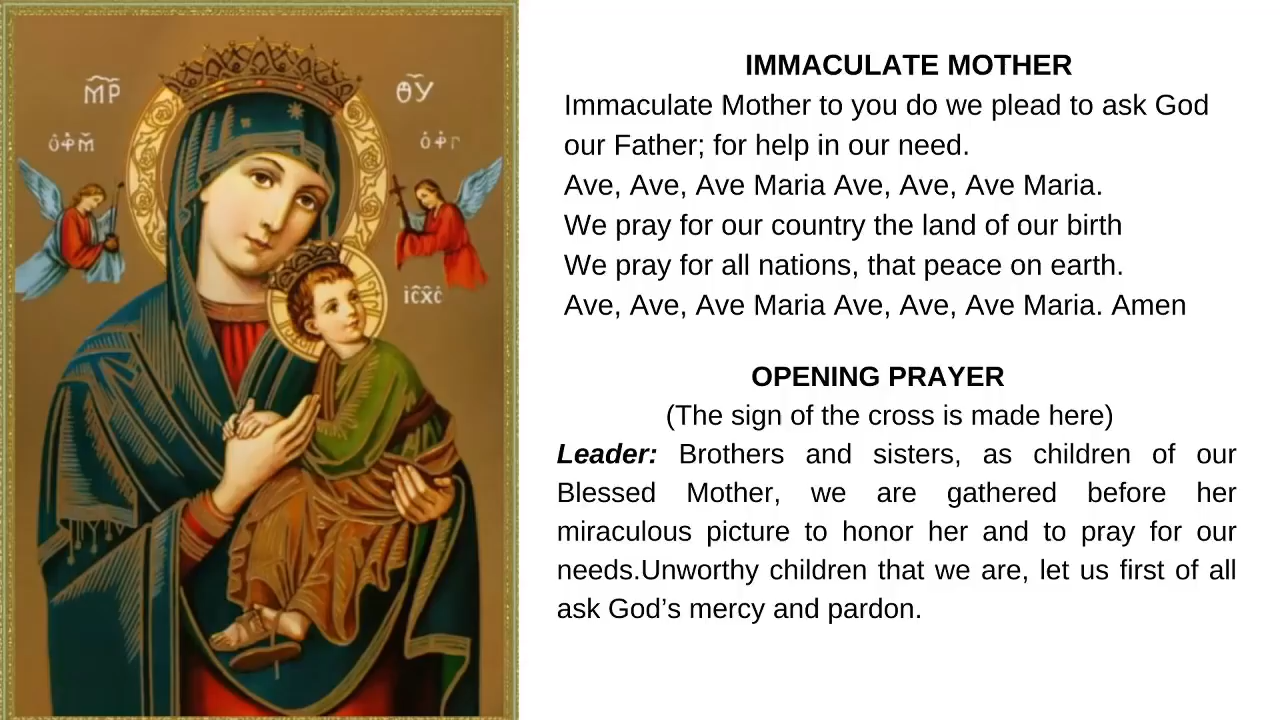 ΜΡ ΘΥ
ὁἀΜ ὁἀΓ
ἰϲχϲ
IMMACULATE MOTHER
Immaculate Mother to you do we plead to ask God
our Father; for help in our need.
Ave, Ave, Ave Maria Ave, Ave, Ave Maria.
We pray for our country the land of our birth
We pray for all nations, that peace on earth.
Ave, Ave, Ave Maria Ave, Ave, Ave Maria. Amen
OPENING PRAYER
(The sign of the cross is made here)
Leader: Brothers and sisters, as children of our
Blessed Mother, we are gathered before her
miraculous picture to honor her and to pray for our
needs.Unworthy children that we are, let us first of all
ask God’s mercy and pardon.